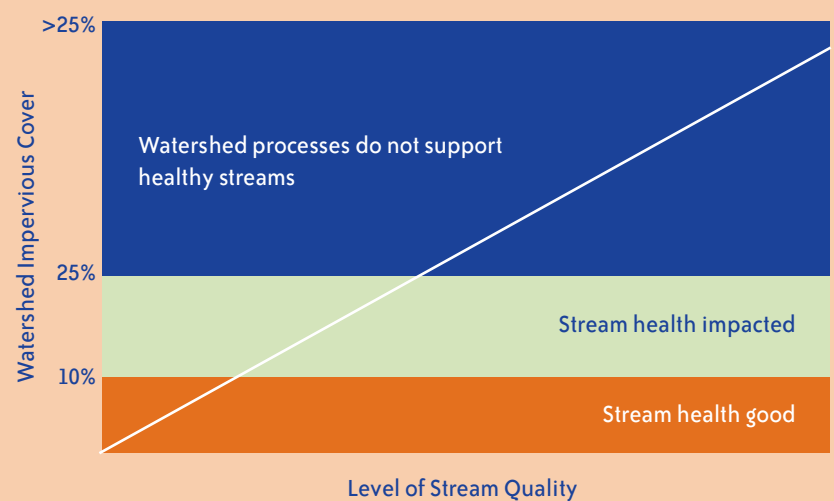 >25%
Watershed processes do not support
healthy streams
Watershed Impervious Cover
25%
Stream health impacted
10%
Stream health good
Level of Stream Quality